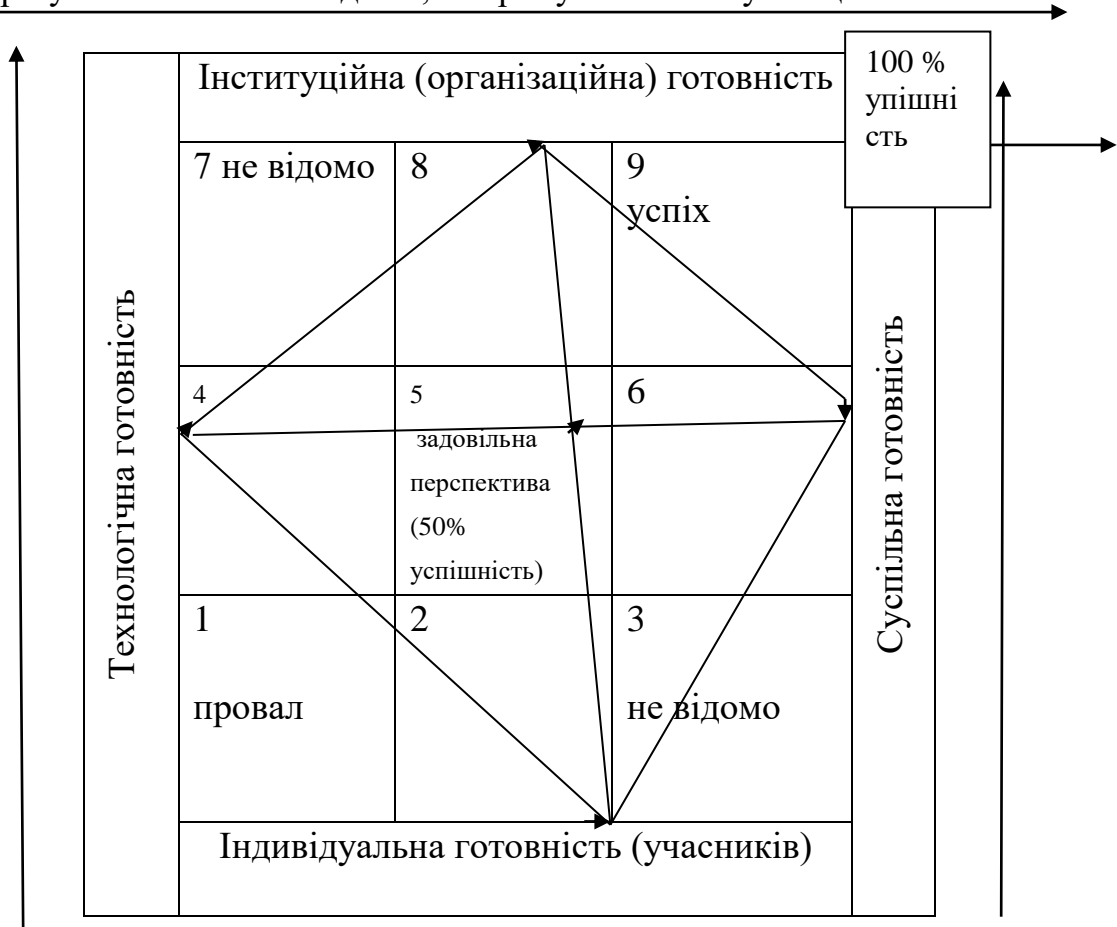 Інституційна (організаційна) готовність
100 %
упішні
сть
7 не відомо
8
9
успіх
Технологічна готовність
Суспільна готовність
4
5
задовільна
перспектива
(50%
успішність)
6
1
провал
2
3
не відомо
Індивідуальна готовність (учасників)